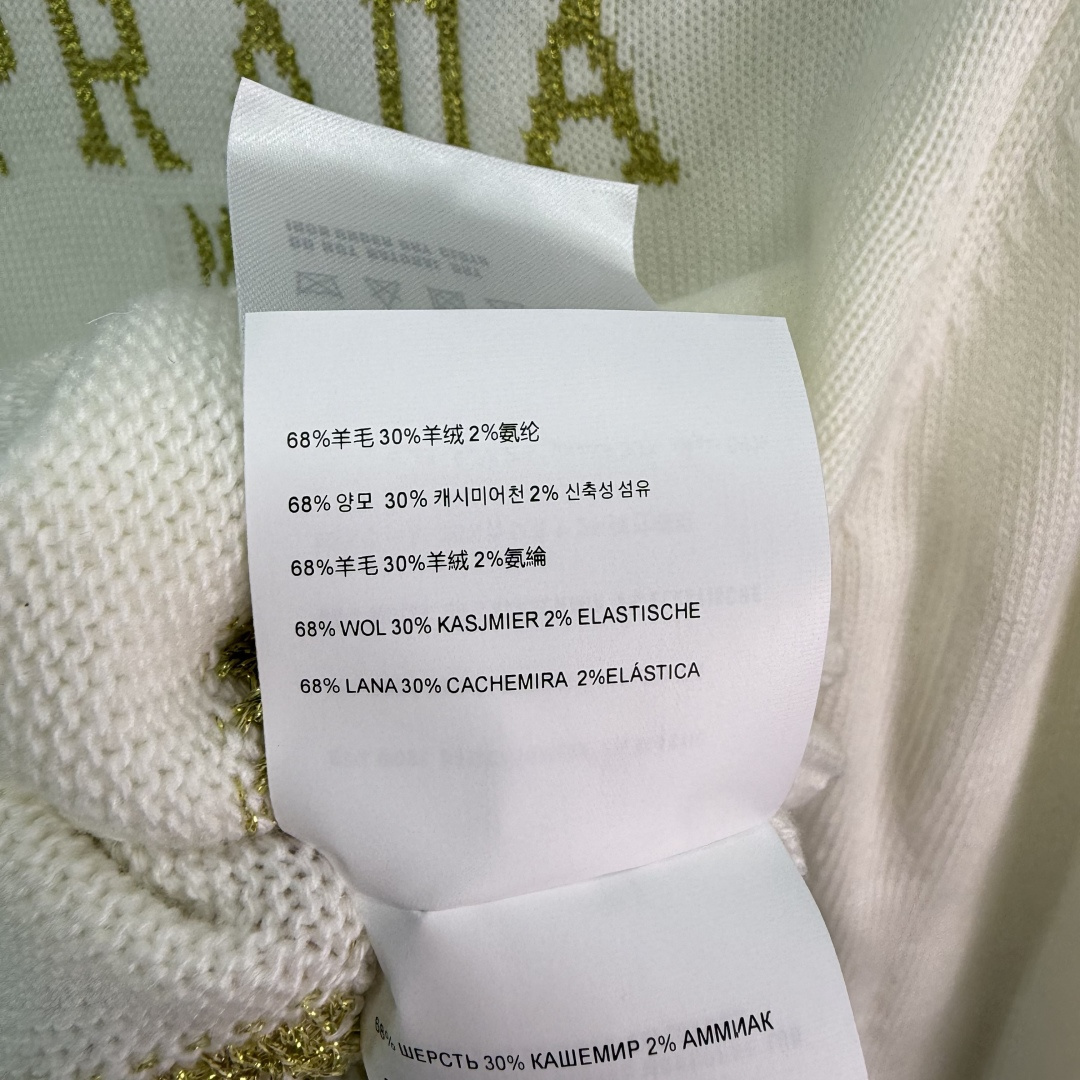 68%羊毛 30%羊绒 2%氨纶
68% 양모 30% 캐시미어천 2% 신축성 섬유
68%羊毛 30%羊絨 2%氨綸
68% WOL 30% KASJMIER 2% ELASTISCHE
68% LANA 30% CACHEMIRA 2%ELÁSTICA
68% ШЕРСТЬ 30% КАШЕМИР 2% АММИАК